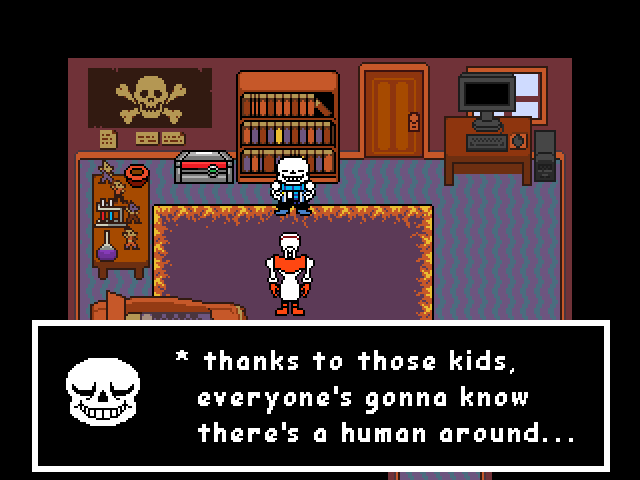 * thanks to those kids,
everyone's gonna know
there's a human around...